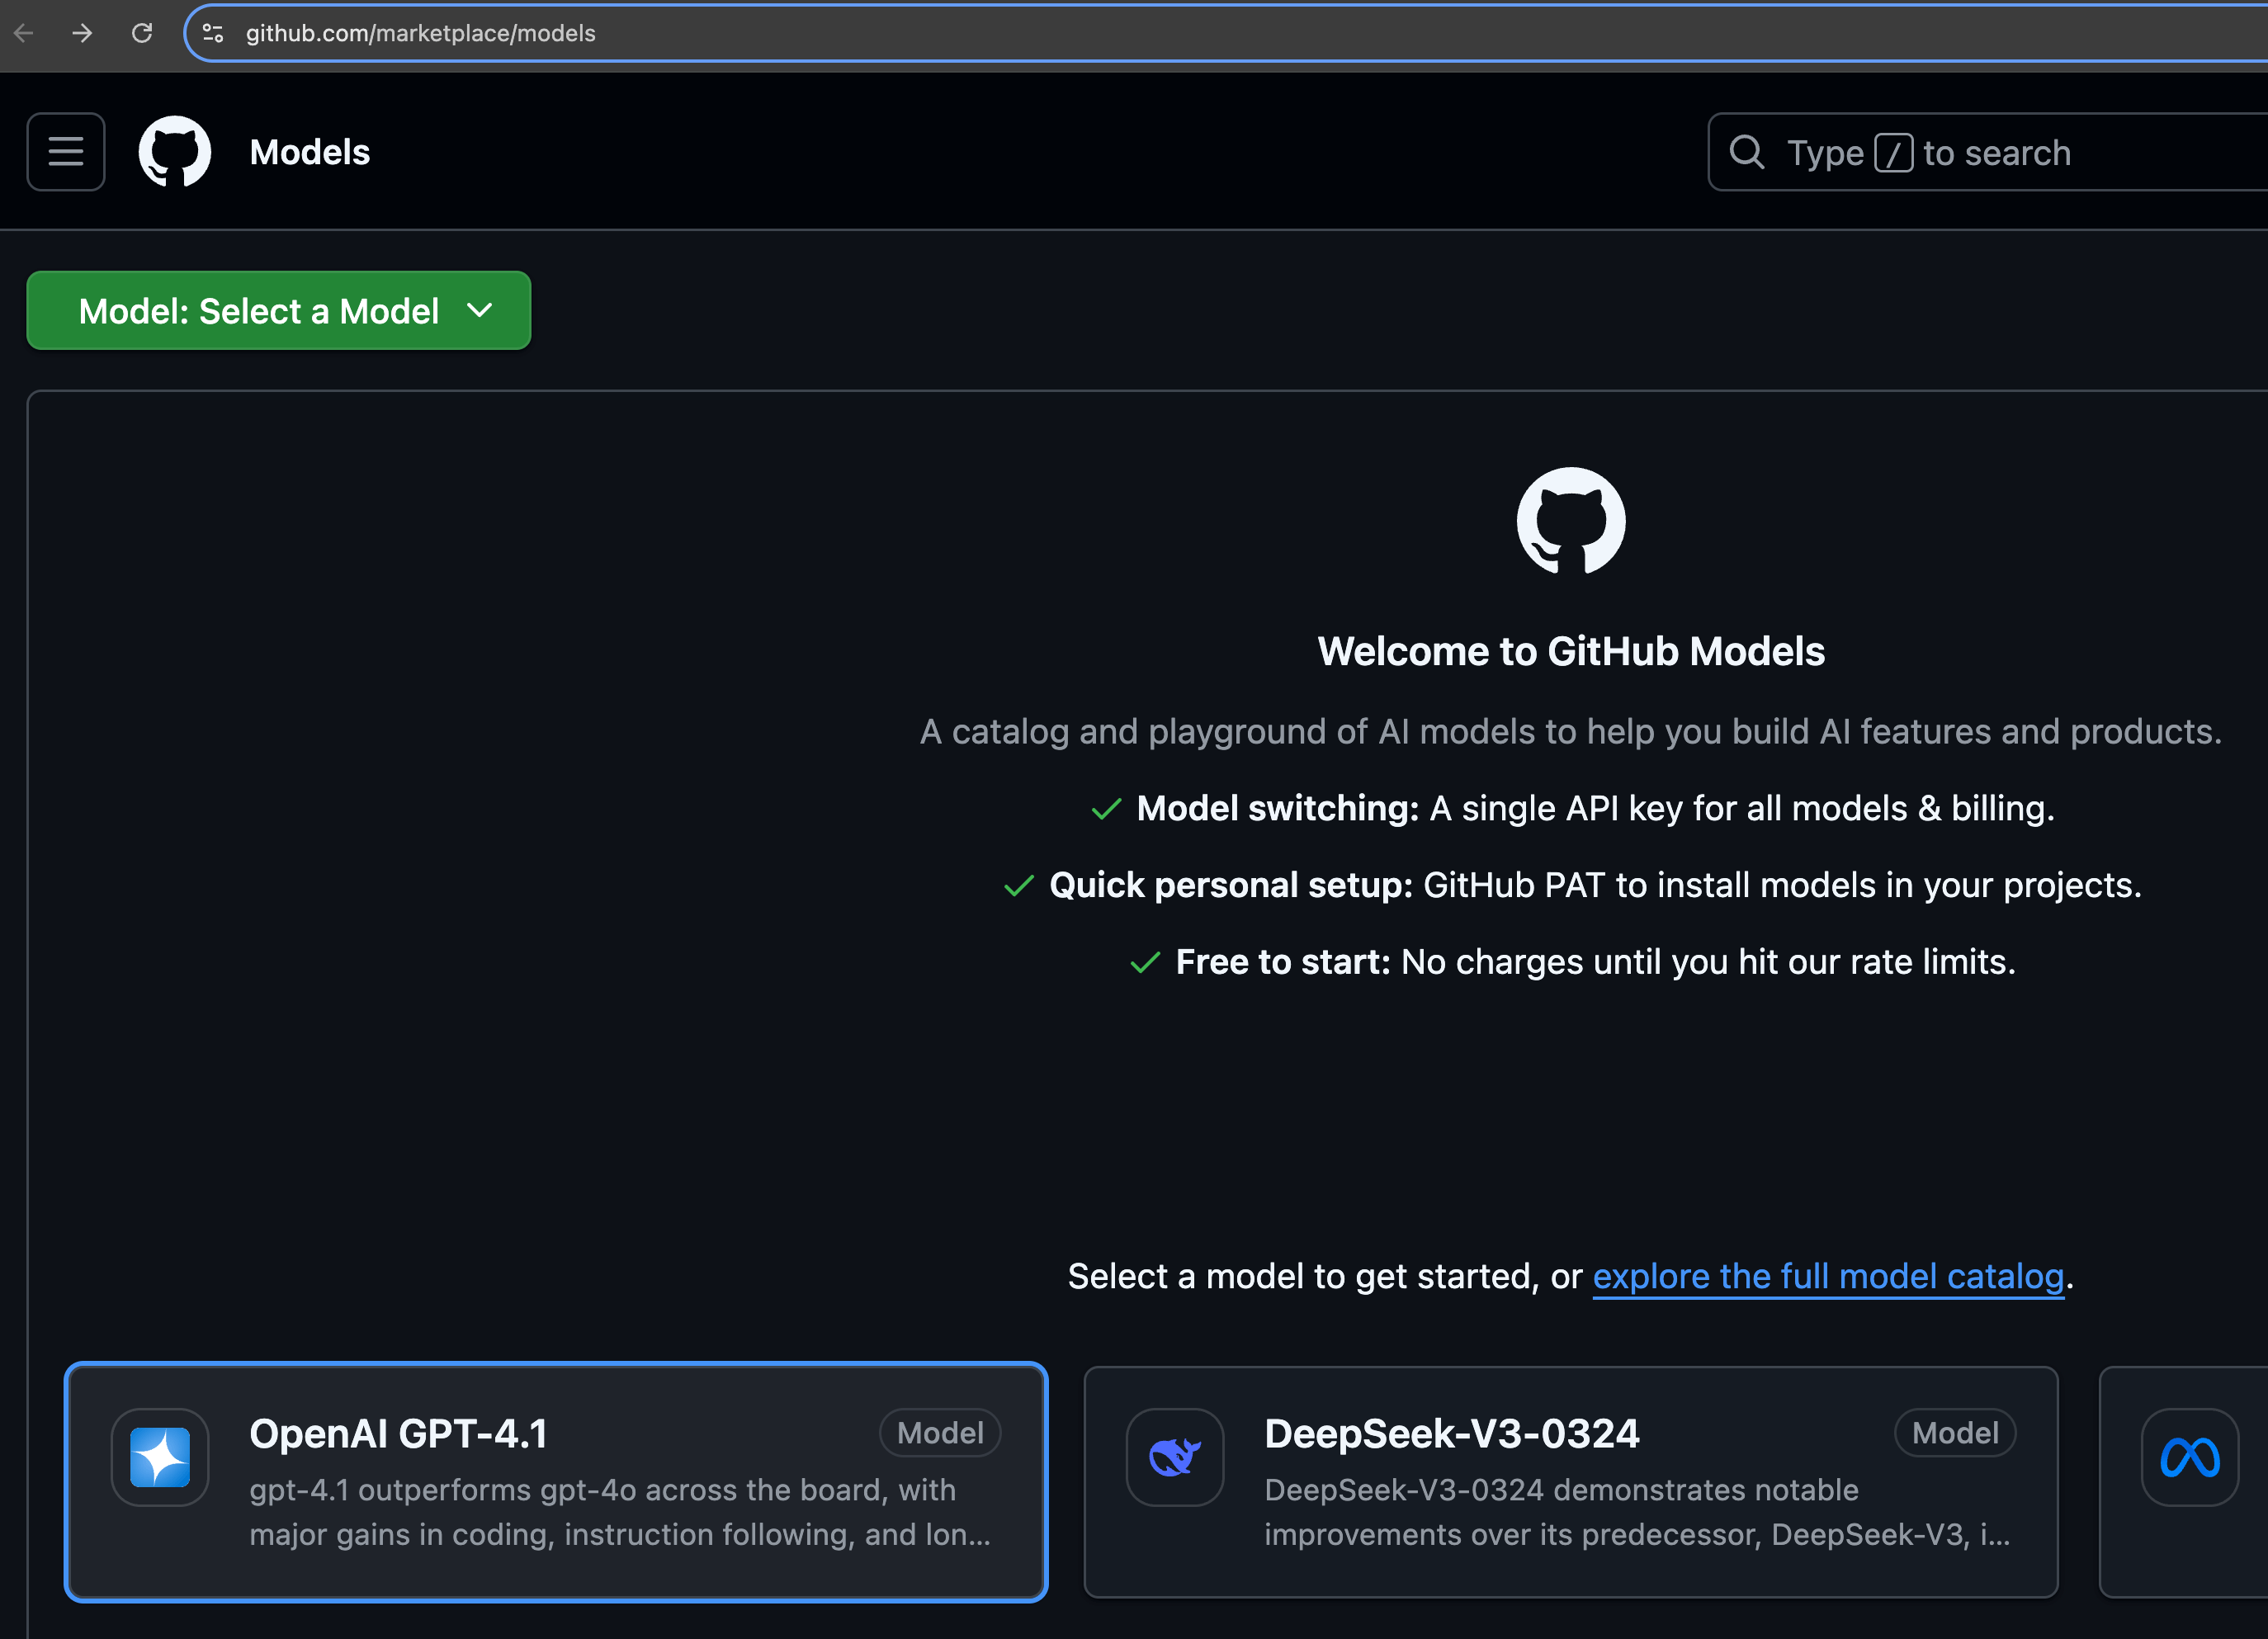 github.com/marketplace/models
Models
Type / to search
Model: Select a Model
Welcome to GitHub Models
A catalog and playground of AI models to help you build AI features and products.
Model switching: A single API key for all models & billing.
Quick personal setup: GitHub PAT to install models in your projects.
Free to start: No charges until you hit our rate limits.
Select a model to get started, or explore the full model catalog.
OpenAI GPT-4.1
Model
gpt-4.1 outperforms gpt-4o across the board, with
major gains in coding, instruction following, and lon...
DeepSeek-V3-0324
Model
DeepSeek-V3-0324 demonstrates notable
improvements over its predecessor, DeepSeek-V3, i...